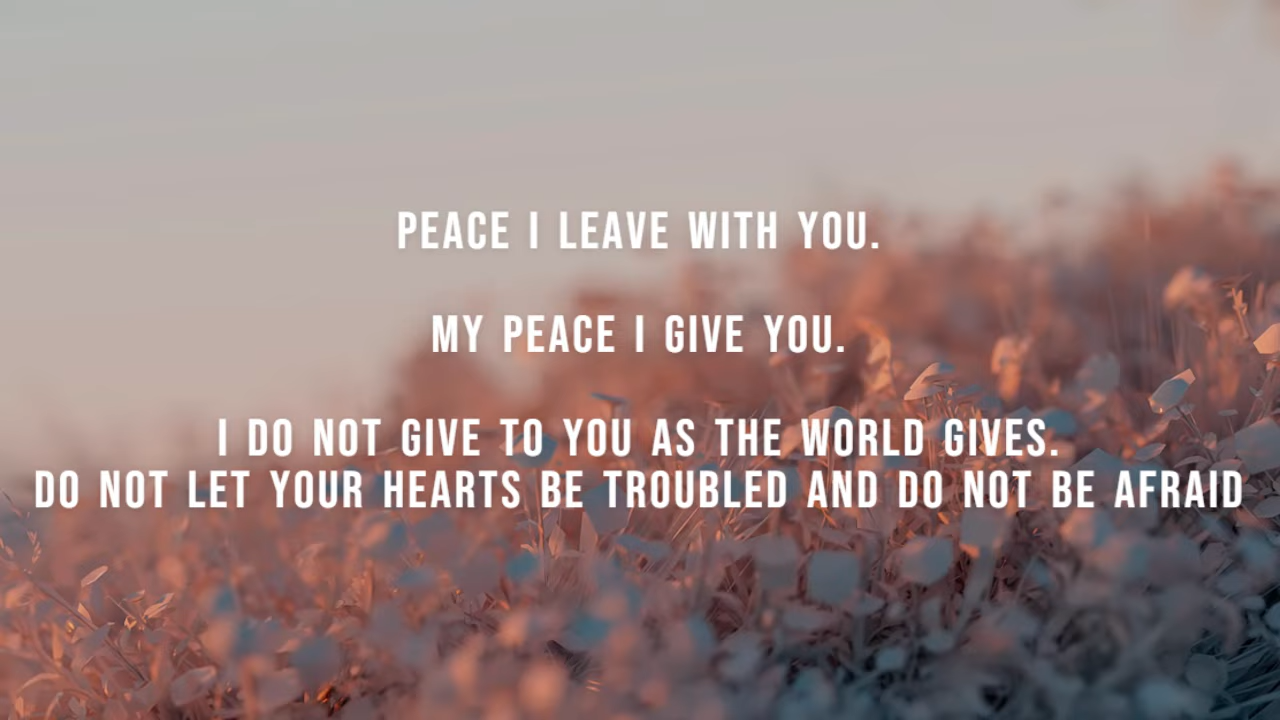 PEACE I LEAVE WITH YOU.
MY PEACE I GIVE YOU.
I DO NOT GIVE TO YOU AS THE WORLD GIVES.
DO NOT LET YOUR HEARTS BE TROUBLED AND DO NOT BE AFRAID